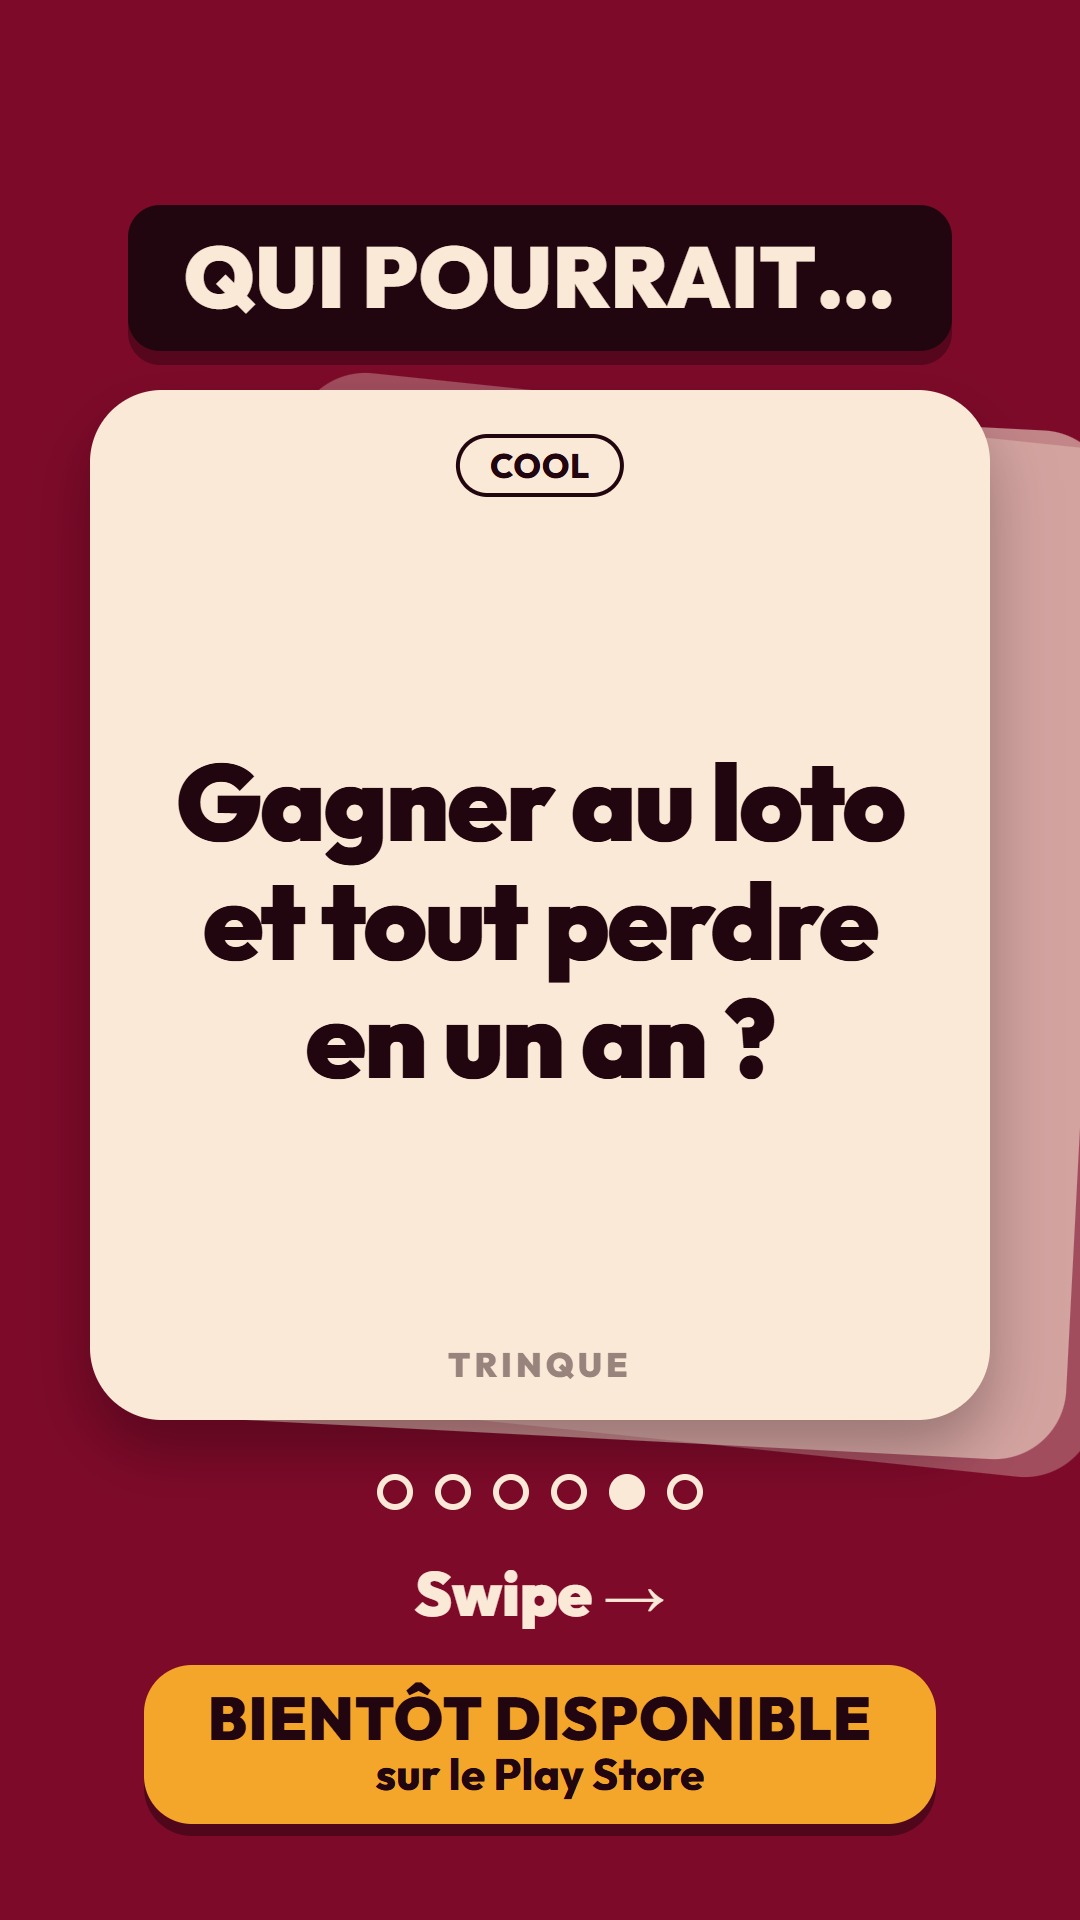 QUI POURRAIT...
COOL
Gagner au loto
et tout perdre
en un an ?
TRINQUE
Swipe →
BIENTÔT DISPONIBLE
sur le Play Store